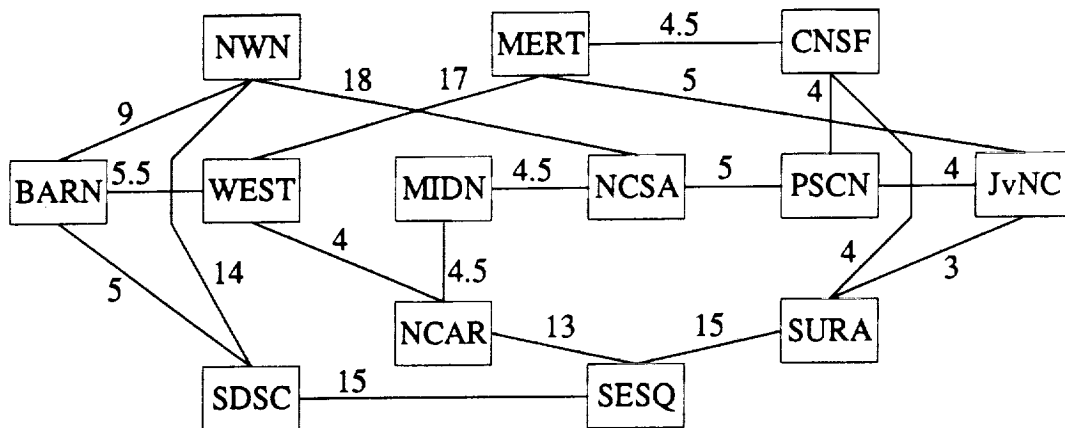 NWN
MERT
4.5
CNSF
9
18
17
4
5
BARN
5.5
WEST
MIDN
4.5
NCSA
5
PSCN
4
JvNC
5
14
4
4.5
4
3
NCAR
13
15
SURA
SDSC
15
SESQ